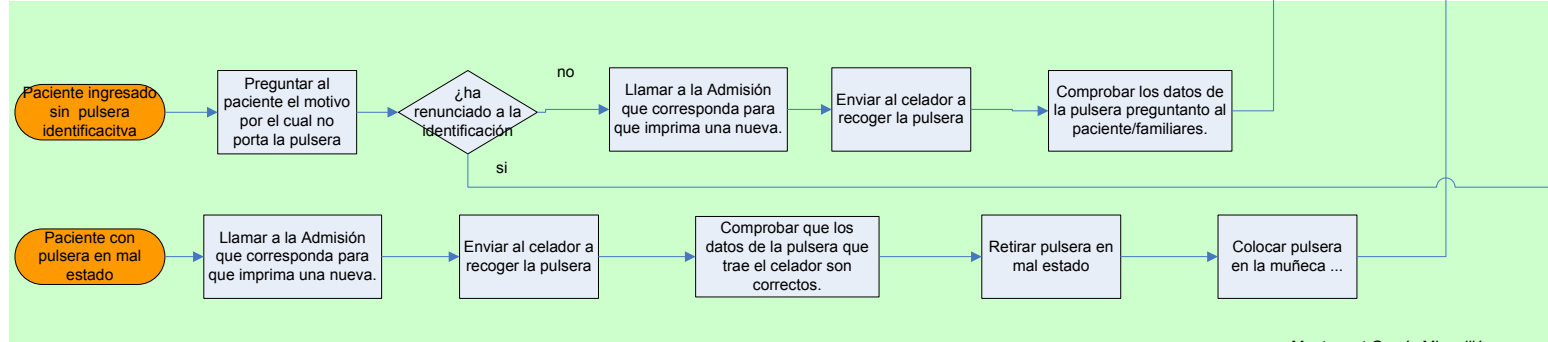 Paciente ingresado
sin pulsera
identificacitva
Preguntar al
paciente el motivo
por el cual no
porta la pulsera
¿ha
renunciado a la
identificación
no
si
Llamar a la Admisión
que corresponda para
que imprima una nueva.
Enviar al celador a
recoger la pulsera
Comprobar los datos de
la pulsera preguntanto al
paciente/familiares.
Paciente con
pulsera en mal
estado
Llamar a la Admisión
que corresponda para
que imprima una nueva.
Enviar al celador a
recoger la pulsera
Comprobar que los
datos de la pulsera que
trae el celador son
correctos.
Retirar pulsera en
mal estado
Colocar pulsera
en la muñeca ...